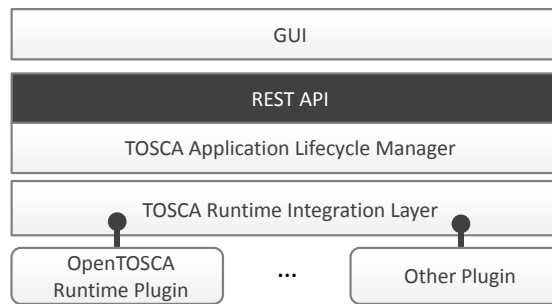 GUI
REST API
TOSCA Application Lifecycle Manager
TOSCA Runtime Integration Layer
OpenTOSCA
Runtime Plugin
...
Other Plugin